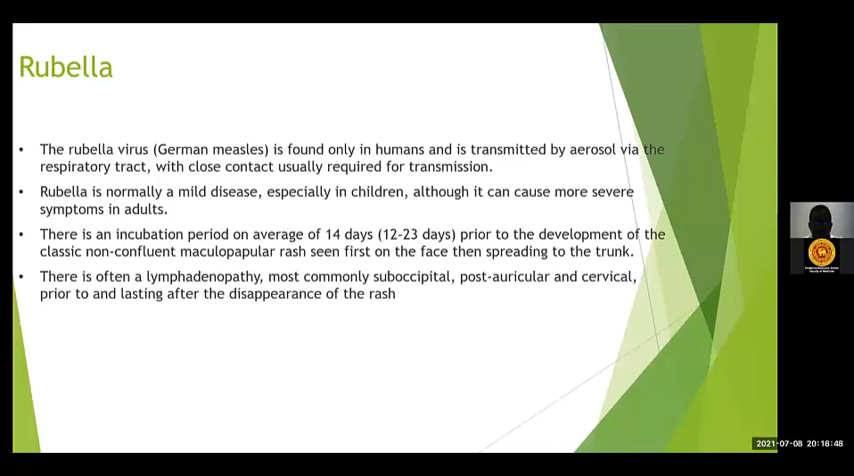 Rubella
• The rubella virus (German measles) is found only in humans and is transmitted by aerosol via the
respiratory tract, with close contact usually required for transmission.
• Rubella is normally a mild disease, especially in children, although it can cause more severe
symptoms in adults.
• There is an incubation period on average of 14 days (12-23 days) prior to the development of the
classic non-confluent maculopapular rash seen first on the face then spreading to the trunk.
• There is often a lymphadenopathy, most commonly suboccipital, post-auricular and cervical,
prior to and lasting after the disappearance of the rash
2021-07-08 20:18:48